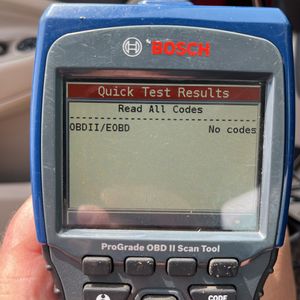 BOSCH
Quick Test Results
Read All Codes
OBDII/EOBD No codes
ProGrade OBD II Scan Tool
CODE